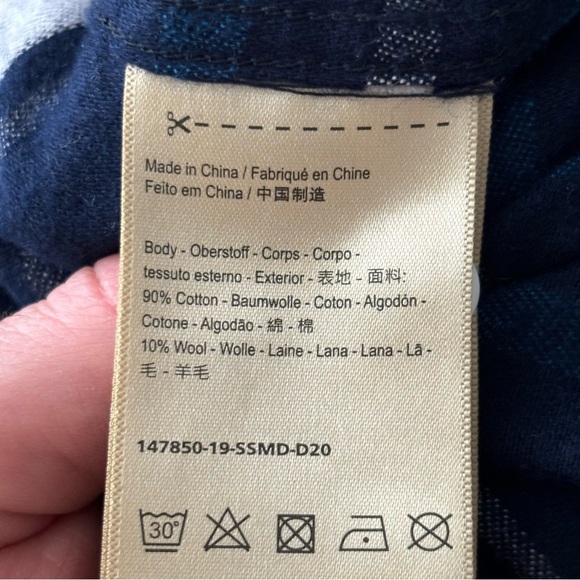 Made in China / Fabriqué en Chine
Feito em China / 中国制造
Body - Oberstoff - Corps - Corpo -
tessuto esterno - Exterior - 表地 - 面料:
90% Cotton - Baumwolle - Coton - Algodón -
Cotone - Algodão - 綿 - 棉
10% Wool - Wolle - Laine - Lana - Lana - Lã -
毛 - 羊毛
147850-19-SSMD-D20
30°